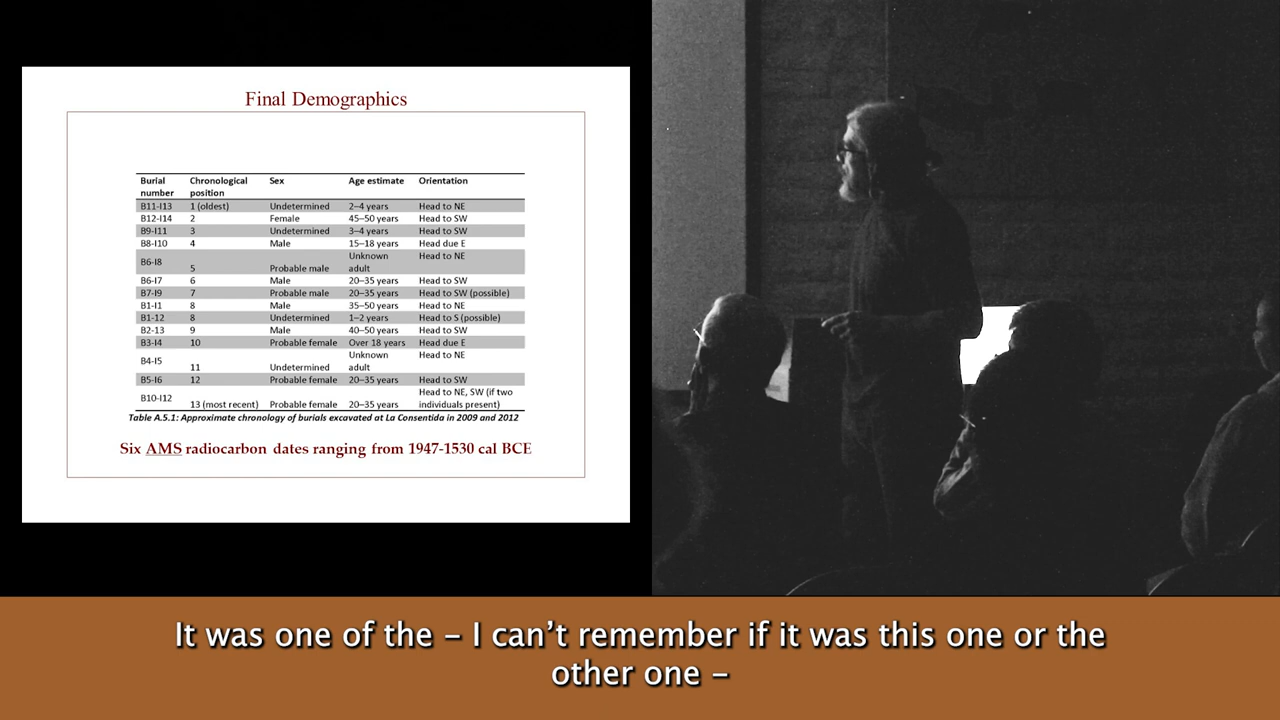 Final Demographics
Burial number Chronological position Sex Age estimate Orientation
B11-I13 1 (oldest) Undetermined 2–4 years Head to NE
B12-I14 2 Female 45–50 years Head to SW
B9-I11 3 Undetermined 3–4 years Head to SW
B8-I10 4 Male 15–18 years Head due E
B6-I8 5 Probable male Unknown adult Head to NE
B6-I7 6 Male 20–35 years Head to SW
B7-I9 7 Probable male 20–35 years Head to SW (possible)
B1-I1 8 Male 35–50 years Head to NE
B1-12 8 Undetermined 1–2 years Head to S (possible)
B2-13 9 Male 40–50 years Head to SW
B3-I4 10 Probable female Over 18 years Head due E
B4-I5 11 Undetermined Unknown adult Head to NE
B5-I6 12 Probable female 20–35 years Head to SW
B10-I12 13 (most recent) Probable female 20–35 years Head to NE, SW (if two individuals present)
Table A.5.1: Approximate chronology of burials excavated at La Consentida in 2009 and 2012
Six AMS radiocarbon dates ranging from 1947-1530 cal BCE
It was one of the – I can't remember if it was this one or the
other one –